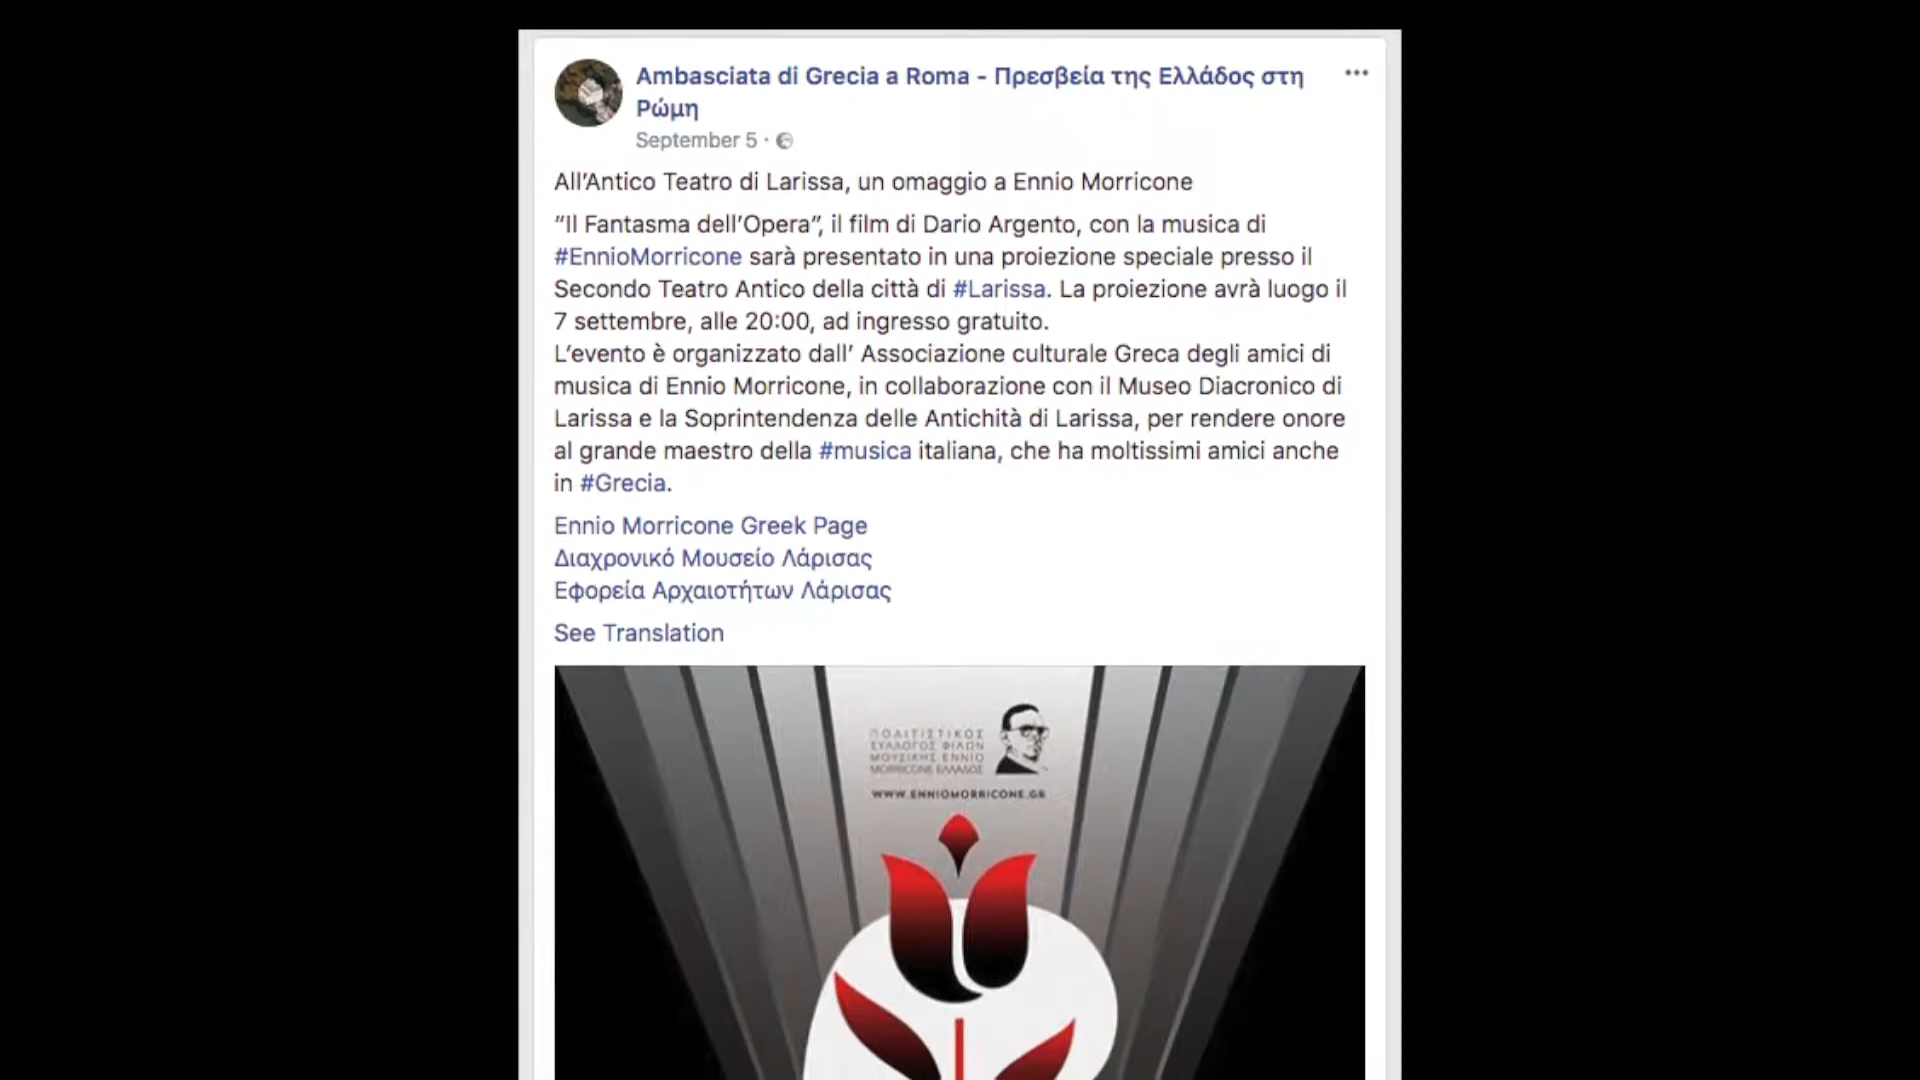 Ambasciata di Grecia a Roma - Πρεσβεία της Ελλάδος στη
Ρώμη
September 5 ·
All’Antico Teatro di Larissa, un omaggio a Ennio Morricone
“Il Fantasma dell’Opera”, il film di Dario Argento, con la musica di
#EnnioMorricone sarà presentato in una proiezione speciale presso il
Secondo Teatro Antico della città di #Larissa. La proiezione avrà luogo il
7 settembre, alle 20:00, ad ingresso gratuito.
L’evento è organizzato dall’ Associazione culturale Greca degli amici di
musica di Ennio Morricone, in collaborazione con il Museo Diacronico di
Larissa e la Soprintendenza delle Antichità di Larissa, per rendere onore
al grande maestro della #musica italiana, che ha moltissimi amici anche
in #Grecia.
Ennio Morricone Greek Page
Διαχρονικό Μουσείο Λάρισας
Εφορεία Αρχαιοτήτων Λάρισας
See Translation
ΠΟΛΙΤΙΣΤΙΚΟΣ
ΣΥΛΛΟΓΟΣ ΦΙΛΩΝ
ΜΟΥΣΙΚΗΣ ENNIO
MORRICONE ΕΛΛΑΔΟΣ
WWW.ENNIOMORRICONE.GR